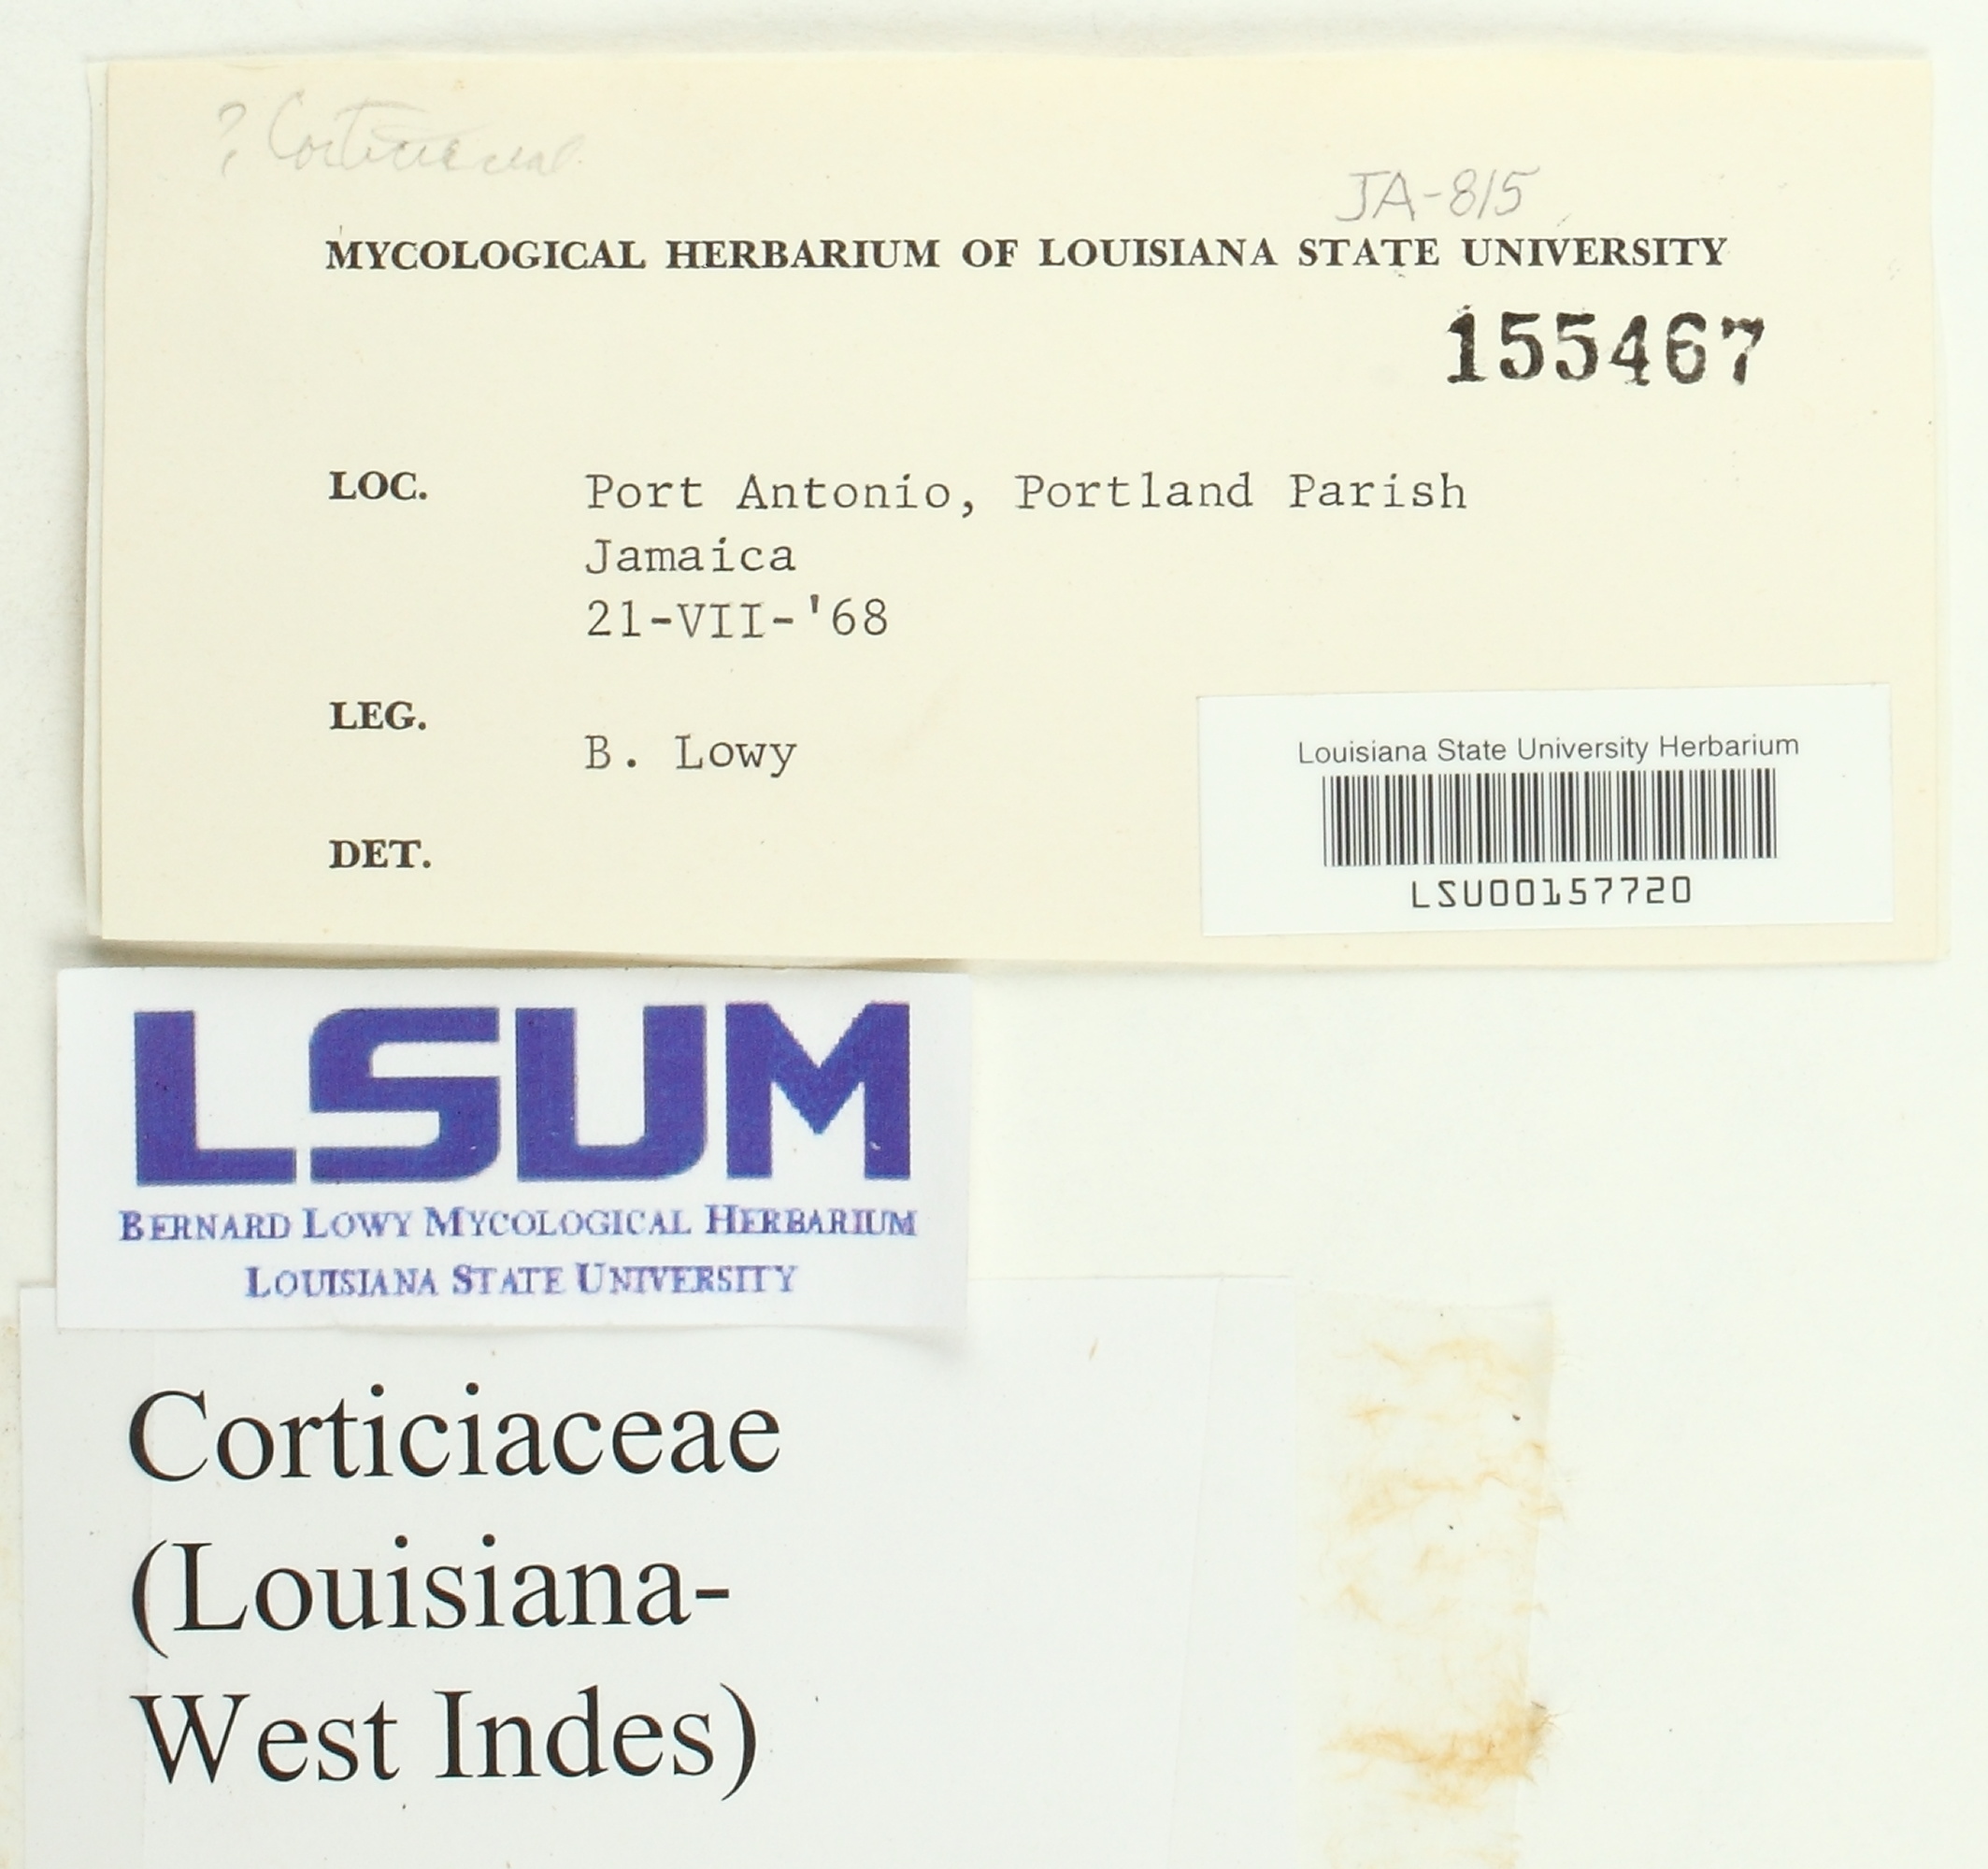 ?
JA-815
MYCOLOGICAL HERBARIUM OF LOUISIANA STATE UNIVERSITY
155467
LOC. Port Antonio, Portland Parish
Jamaica
21-VII-'68
LEG. B. Lowy
DET.
Louisiana State University Herbarium
LSU00157720
LSUM
BERNARD LOWY MYCOLOGICAL HERBARIUM
LOUISIANA STATE UNIVERSITY
Corticiaceae
(Louisiana-
West Indes)